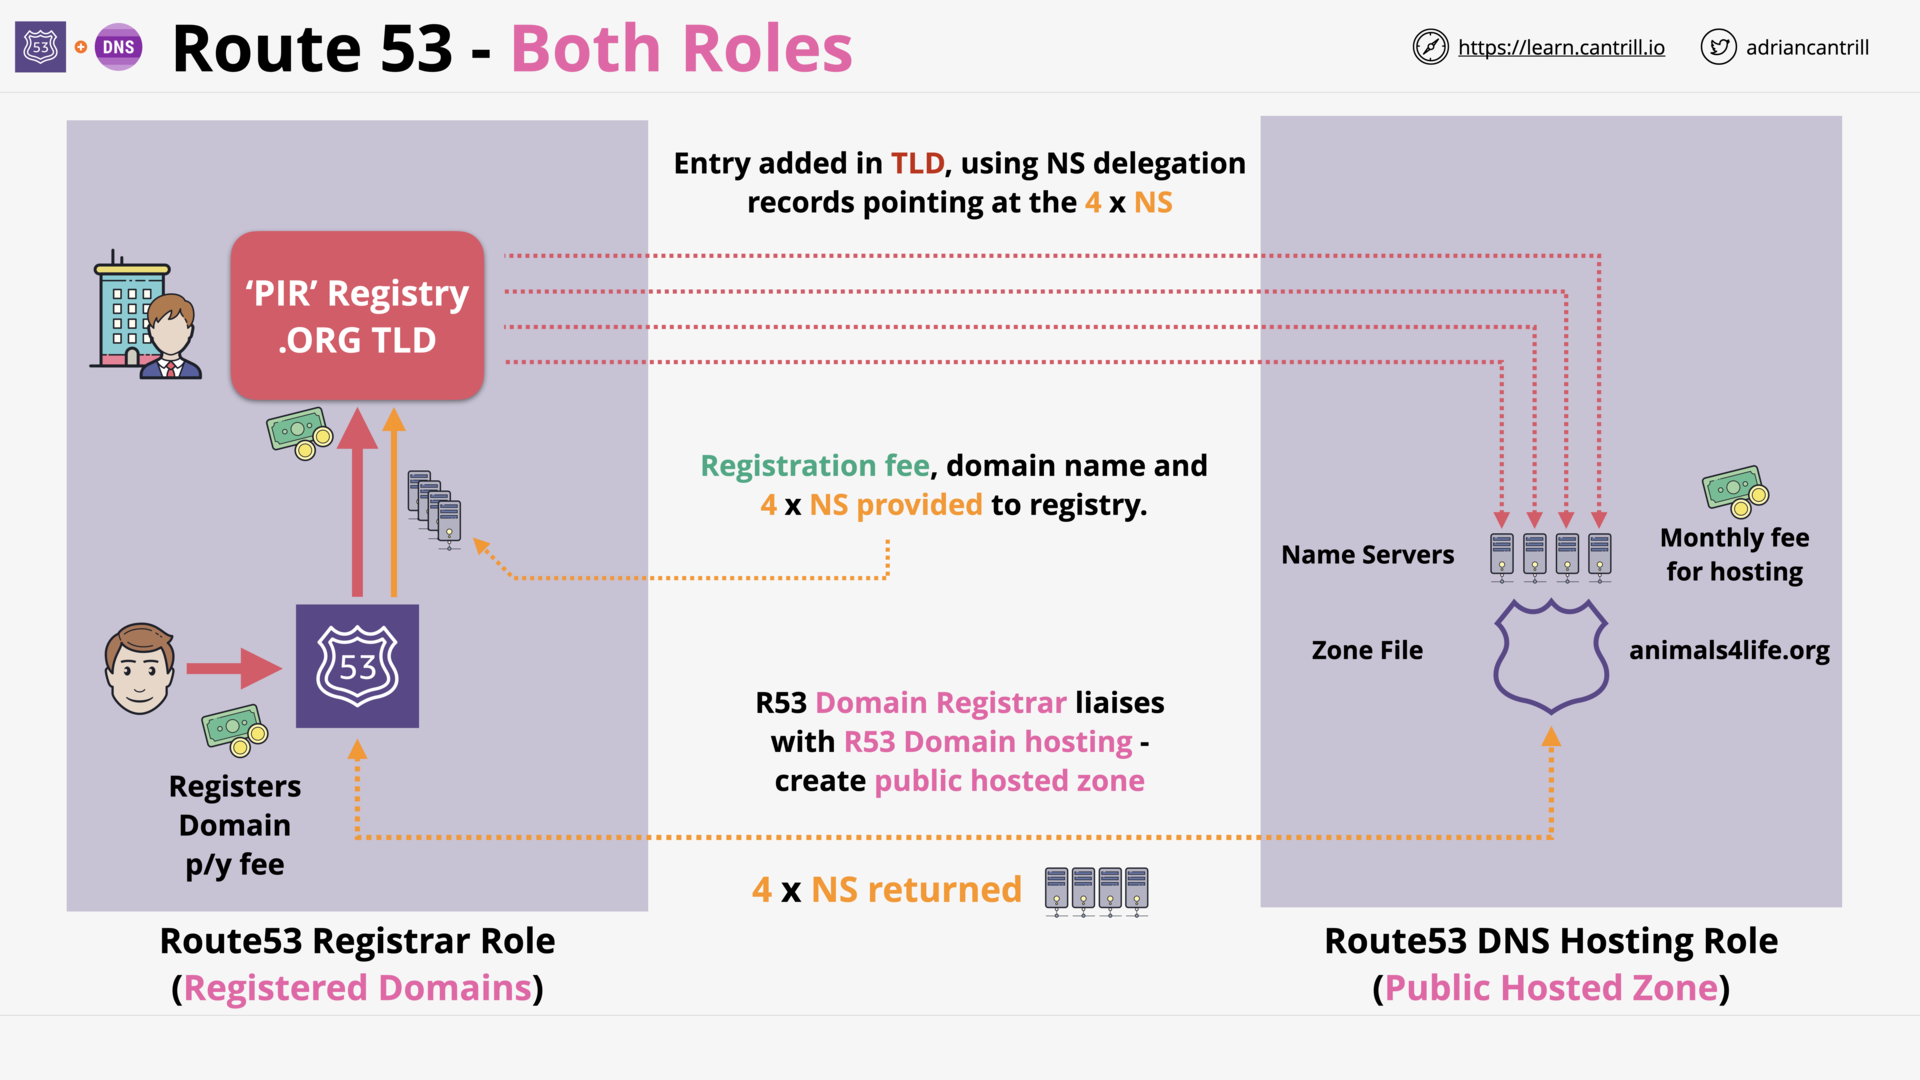 53
DNS
Route 53 - Both Roles
https://learn.cantrill.io
adriancantrill
Entry added in TLD, using NS delegation
records pointing at the 4 x NS
‘PIR’ Registry
.ORG TLD
Registration fee, domain name and
4 x NS provided to registry.
Name Servers
Monthly fee
for hosting
Zone File
animals4life.org
53
R53 Domain Registrar liaises
with R53 Domain hosting -
create public hosted zone
Registers
Domain
p/y fee
4 x NS returned
Route53 Registrar Role
(Registered Domains)
Route53 DNS Hosting Role
(Public Hosted Zone)